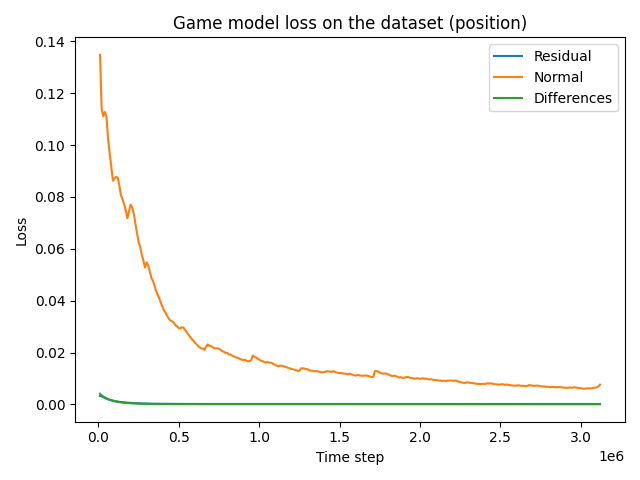 Game model loss on the dataset (position)
Residual
Normal
Differences
Loss
0.14
0.12
0.10
0.08
0.06
0.04
0.02
0.00
0.0 0.5 1.0 1.5 2.0 2.5 3.0
1e6
Time step